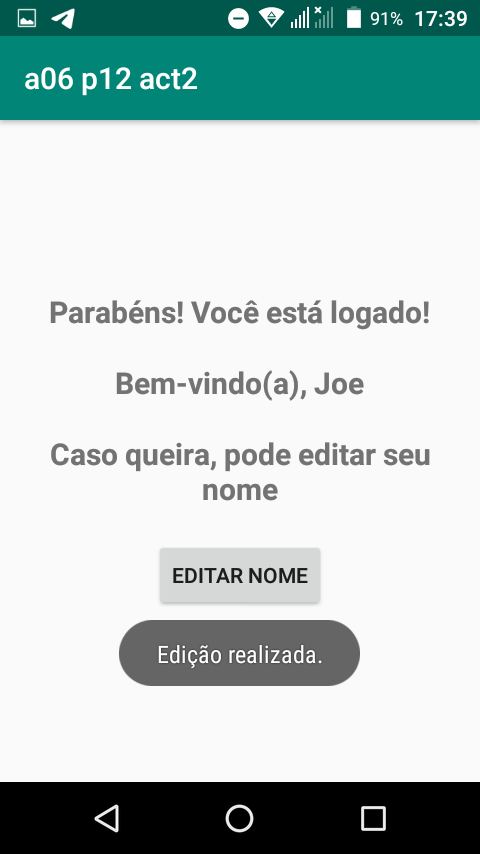 91% 17:39
a06 p12 act2
Parabéns! Você está logado!
Bem-vindo(a), Joe
Caso queira, pode editar seu
nome
EDITAR NOME
Edição realizada.